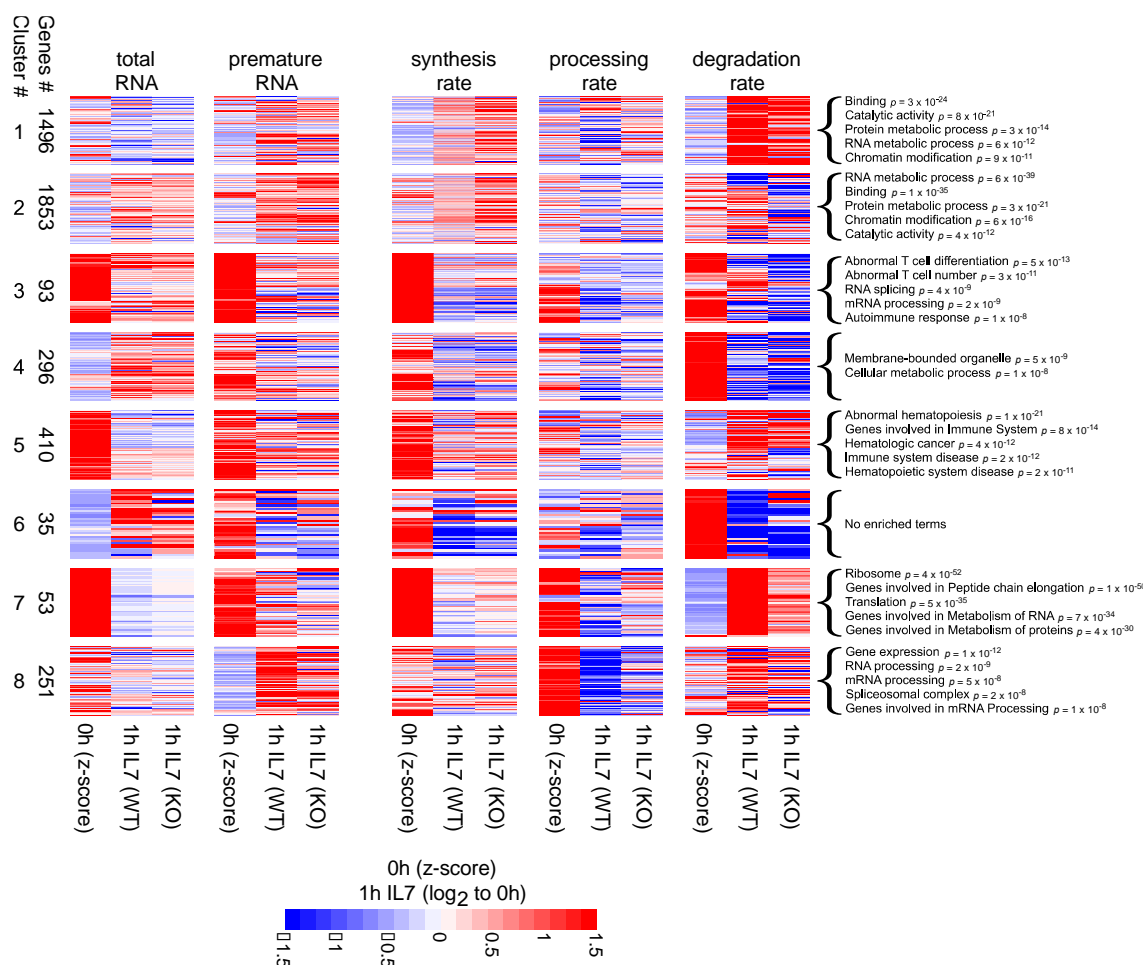 Genes #
Cluster #
total
RNA
premature
RNA
synthesis
rate
processing
rate
degradation
rate
1
1496
Binding p = 3 x 10-24
Catalytic activity p = 8 x 10-21
Protein metabolic process p = 3 x 10-14
RNA metabolic process p = 6 x 10-12
Chromatin modification p = 9 x 10-11
2
1853
RNA metabolic process p = 6 x 10-39
Binding p = 1 x 10-35
Protein metabolic process p = 3 x 10-21
Chromatin modification p = 6 x 10-16
Catalytic activity p = 4 x 10-12
3
93
Abnormal T cell differentiation p = 5 x 10-13
Abnormal T cell number p = 3 x 10-11
RNA splicing p = 4 x 10-9
mRNA processing p = 2 x 10-9
Autoimmune response p = 1 x 10-8
4
296
Membrane-bounded organelle p = 5 x 10-9
Cellular metabolic process p = 1 x 10-8
5
410
Abnormal hematopoiesis p = 1 x 10-21
Genes involved in Immune System p = 8 x 10-14
Hematologic cancer p = 4 x 10-12
Immune system disease p = 2 x 10-12
Hematopoietic system disease p = 2 x 10-11
6
35
No enriched terms
7
53
Ribosome p = 4 x 10-52
Genes involved in Peptide chain elongation p = 1 x 10-50
Translation p = 5 x 10-35
Genes involved in Metabolism of RNA p = 7 x 10-34
Genes involved in Metabolism of proteins p = 4 x 10-30
8
251
Gene expression p = 1 x 10-12
RNA processing p = 2 x 10-9
mRNA processing p = 5 x 10-8
Spliceosomal complex p = 2 x 10-8
Genes involved in mRNA Processing p = 1 x 10-8
0h (z-score)
1h IL7 (WT)
1h IL7 (KO)
0h (z-score)
1h IL7 (WT)
1h IL7 (KO)
0h (z-score)
1h IL7 (WT)
1h IL7 (KO)
0h (z-score)
1h IL7 (WT)
1h IL7 (KO)
0h (z-score)
1h IL7 (WT)
1h IL7 (KO)
0h (z-score)
1h IL7 (log2 to 0h)
▯1.5
▯1
▯0.5
0
0.5
1
1.5